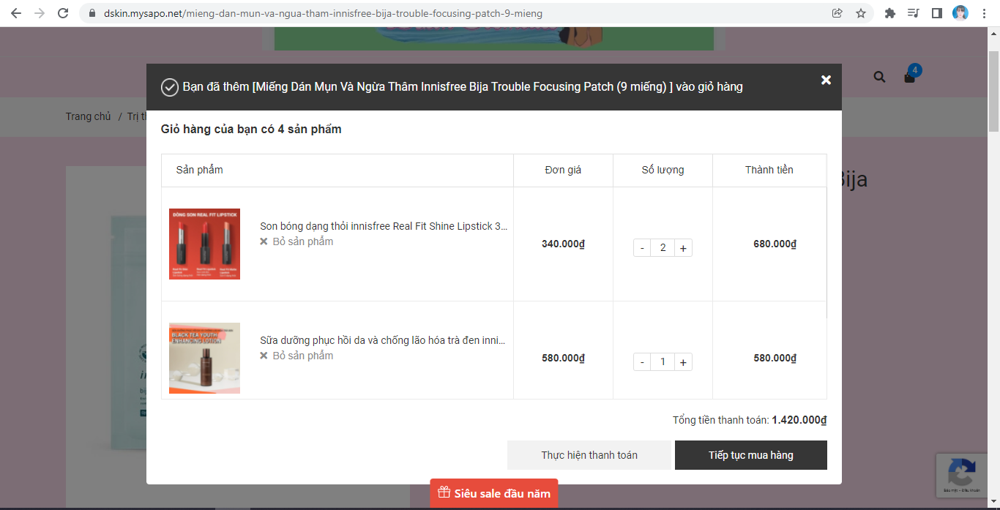 dskin.mysapo.net/mieng-dan-mun-va-ngua-tham-innisfree-bija-trouble-focusing-patch-9-mieng
4
Bạn đã thêm [Miếng Dán Mụn Và Ngừa Thâm Innisfree Bija Trouble Focusing Patch (9 miếng) ] vào giỏ hàng
Trang chủ / Trị
Giỏ hàng của bạn có 4 sản phẩm
Sản phẩm Đơn giá Số lượng Thành tiền
Bija
DÒNG SON REAL FIT LIPSTICK
Son bóng dạng thỏi innisfree Real Fit Shine Lipstick 3...
Bỏ sản phẩm
340.000₫ - 2 + 680.000₫
BLACK TEA YOUTH
ENHANCING LOTION
Sữa dưỡng phục hồi da và chống lão hóa trà đen inni...
Bỏ sản phẩm
580.000₫ - 1 + 580.000₫
Tổng tiền thanh toán: 1.420.000₫
Thực hiện thanh toán Tiếp tục mua hàng
Siêu sale đầu năm
Bảo mật - Điều khoản